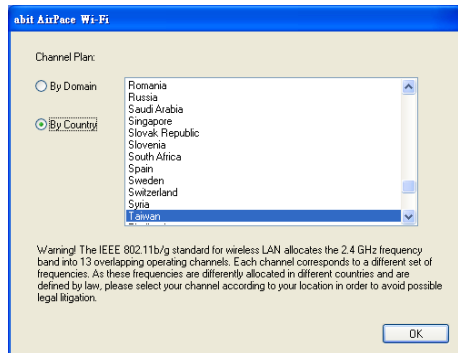 abit AirPace Wi-Fi
Channel Plan:
By Domain
By Country
Romania
Russia
Saudi Arabia
Singapore
Slovak Republic
Slovenia
South Africa
Spain
Sweden
Switzerland
Syria
Taiwan
Warning! The IEEE 802.11b/g standard for wireless LAN allocates the 2.4 GHz frequency
band into 13 overlapping operating channels. Each channel corresponds to a different set of
frequencies. As these frequencies are differently allocated in different countries and are
defined by law, please select your channel according to your location in order to avoid possible
legal litigation.
OK